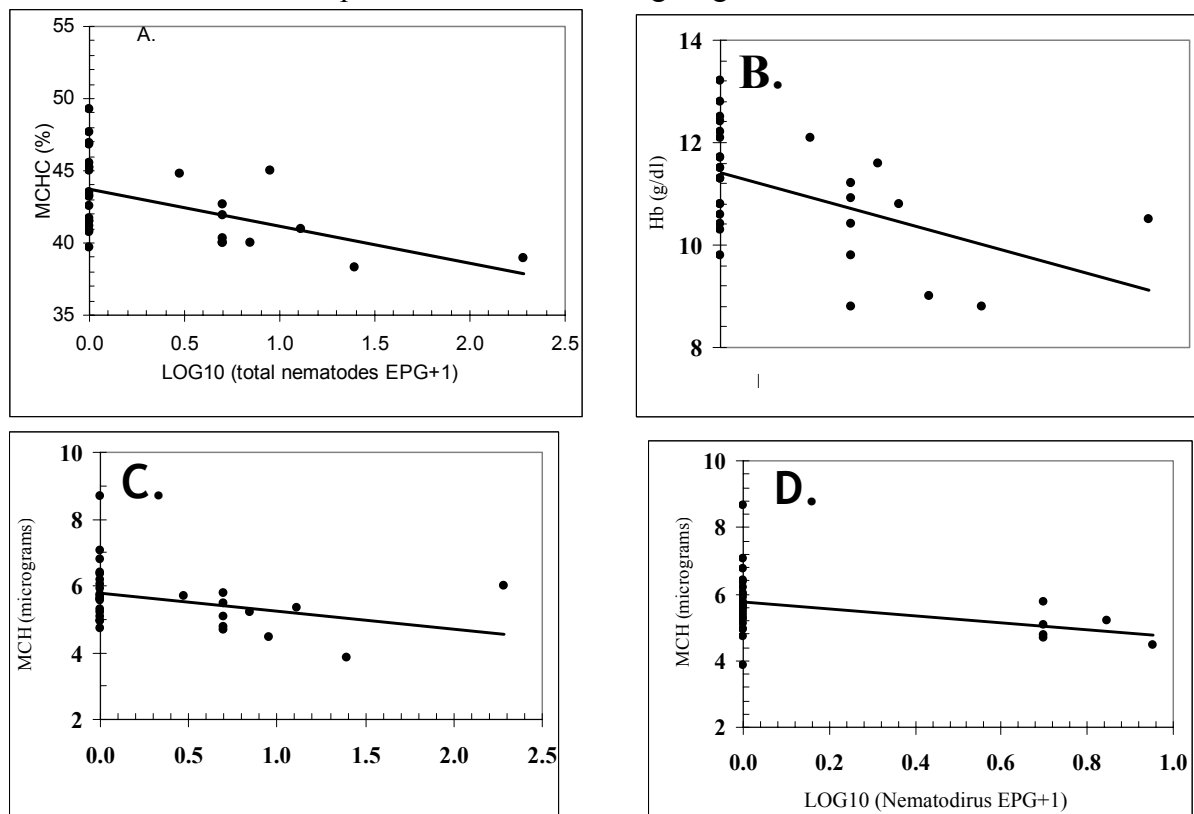 A.
MCHC (%)
55
50
45
40
35
0.0 0.5 1.0 1.5 2.0 2.5
LOG10 (total nematodes EPG+1)
B.
Hb (g/dl)
14
12
10
8
C.
MCH (micrograms)
10
8
6
4
2
0.0 0.5 1.0 1.5 2.0 2.5
D.
MCH (micrograms)
10
8
6
4
2
0.0 0.2 0.4 0.6 0.8 1.0
LOG10 (Nematodirus EPG+1)